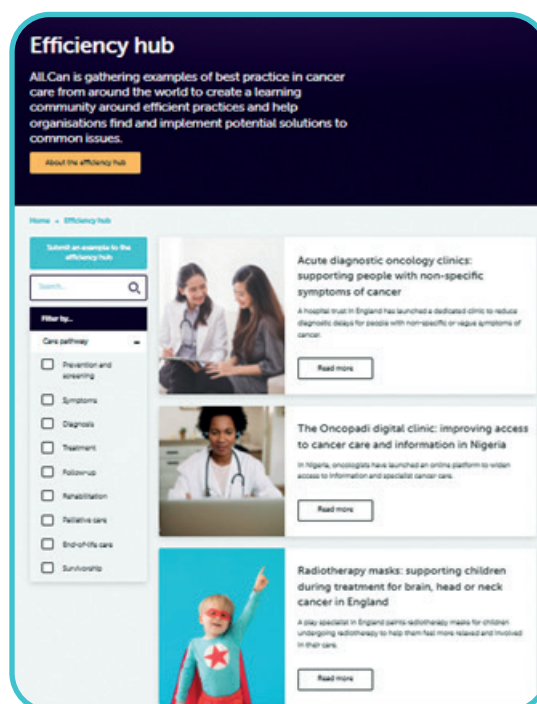 Efficiency hub
All.Can is gathering examples of best practice in cancer
care from around the world to create a learning
community around efficient practices and help
organisations find and implement potential solutions to
common issues.
About the efficiency hub
Home
Efficiency hub
Submit an example to the
efficiency hub
Search...
Filter by...
Care pathway –
Prevention and
screening
Symptoms
Diagnosis
Treatment
Follow-up
Rehabilitation
Palliative care
End-of-life care
Survivorship
Acute diagnostic oncology clinics:
supporting people with non-specific
symptoms of cancer
A hospital trust in England has launched a dedicated clinic to reduce
diagnostic delays for people with non-specific or vague symptoms of
cancer.
Read more
The Oncopadi digital clinic: improving access
to cancer care and information in Nigeria
In Nigeria, oncologists have launched an online platform to widen
access to information and specialist cancer care.
Read more
Radiotherapy masks: supporting children
during treatment for brain, head or neck
cancer in England
A play specialist in England paints radiotherapy masks for children
undergoing radiotherapy to help them feel more relaxed and involved
in their care.
Read more